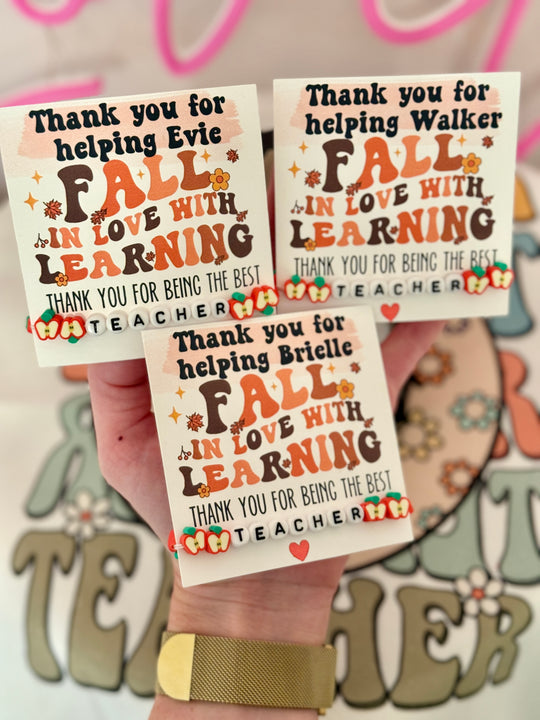 Thank you for
helping Evie
FALL
IN LOVE WITH
LEARNING
THANK YOU FOR BEING THE BEST
TEACHER
Thank you for
helping Walker
FALL
IN LOVE WITH
LEARNING
THANK YOU FOR BEING THE BEST
TEACHER
Thank you for
helping Brielle
FALL
IN LOVE WITH
LEARNING
THANK YOU FOR BEING THE BEST
TEACHER
TEACHER